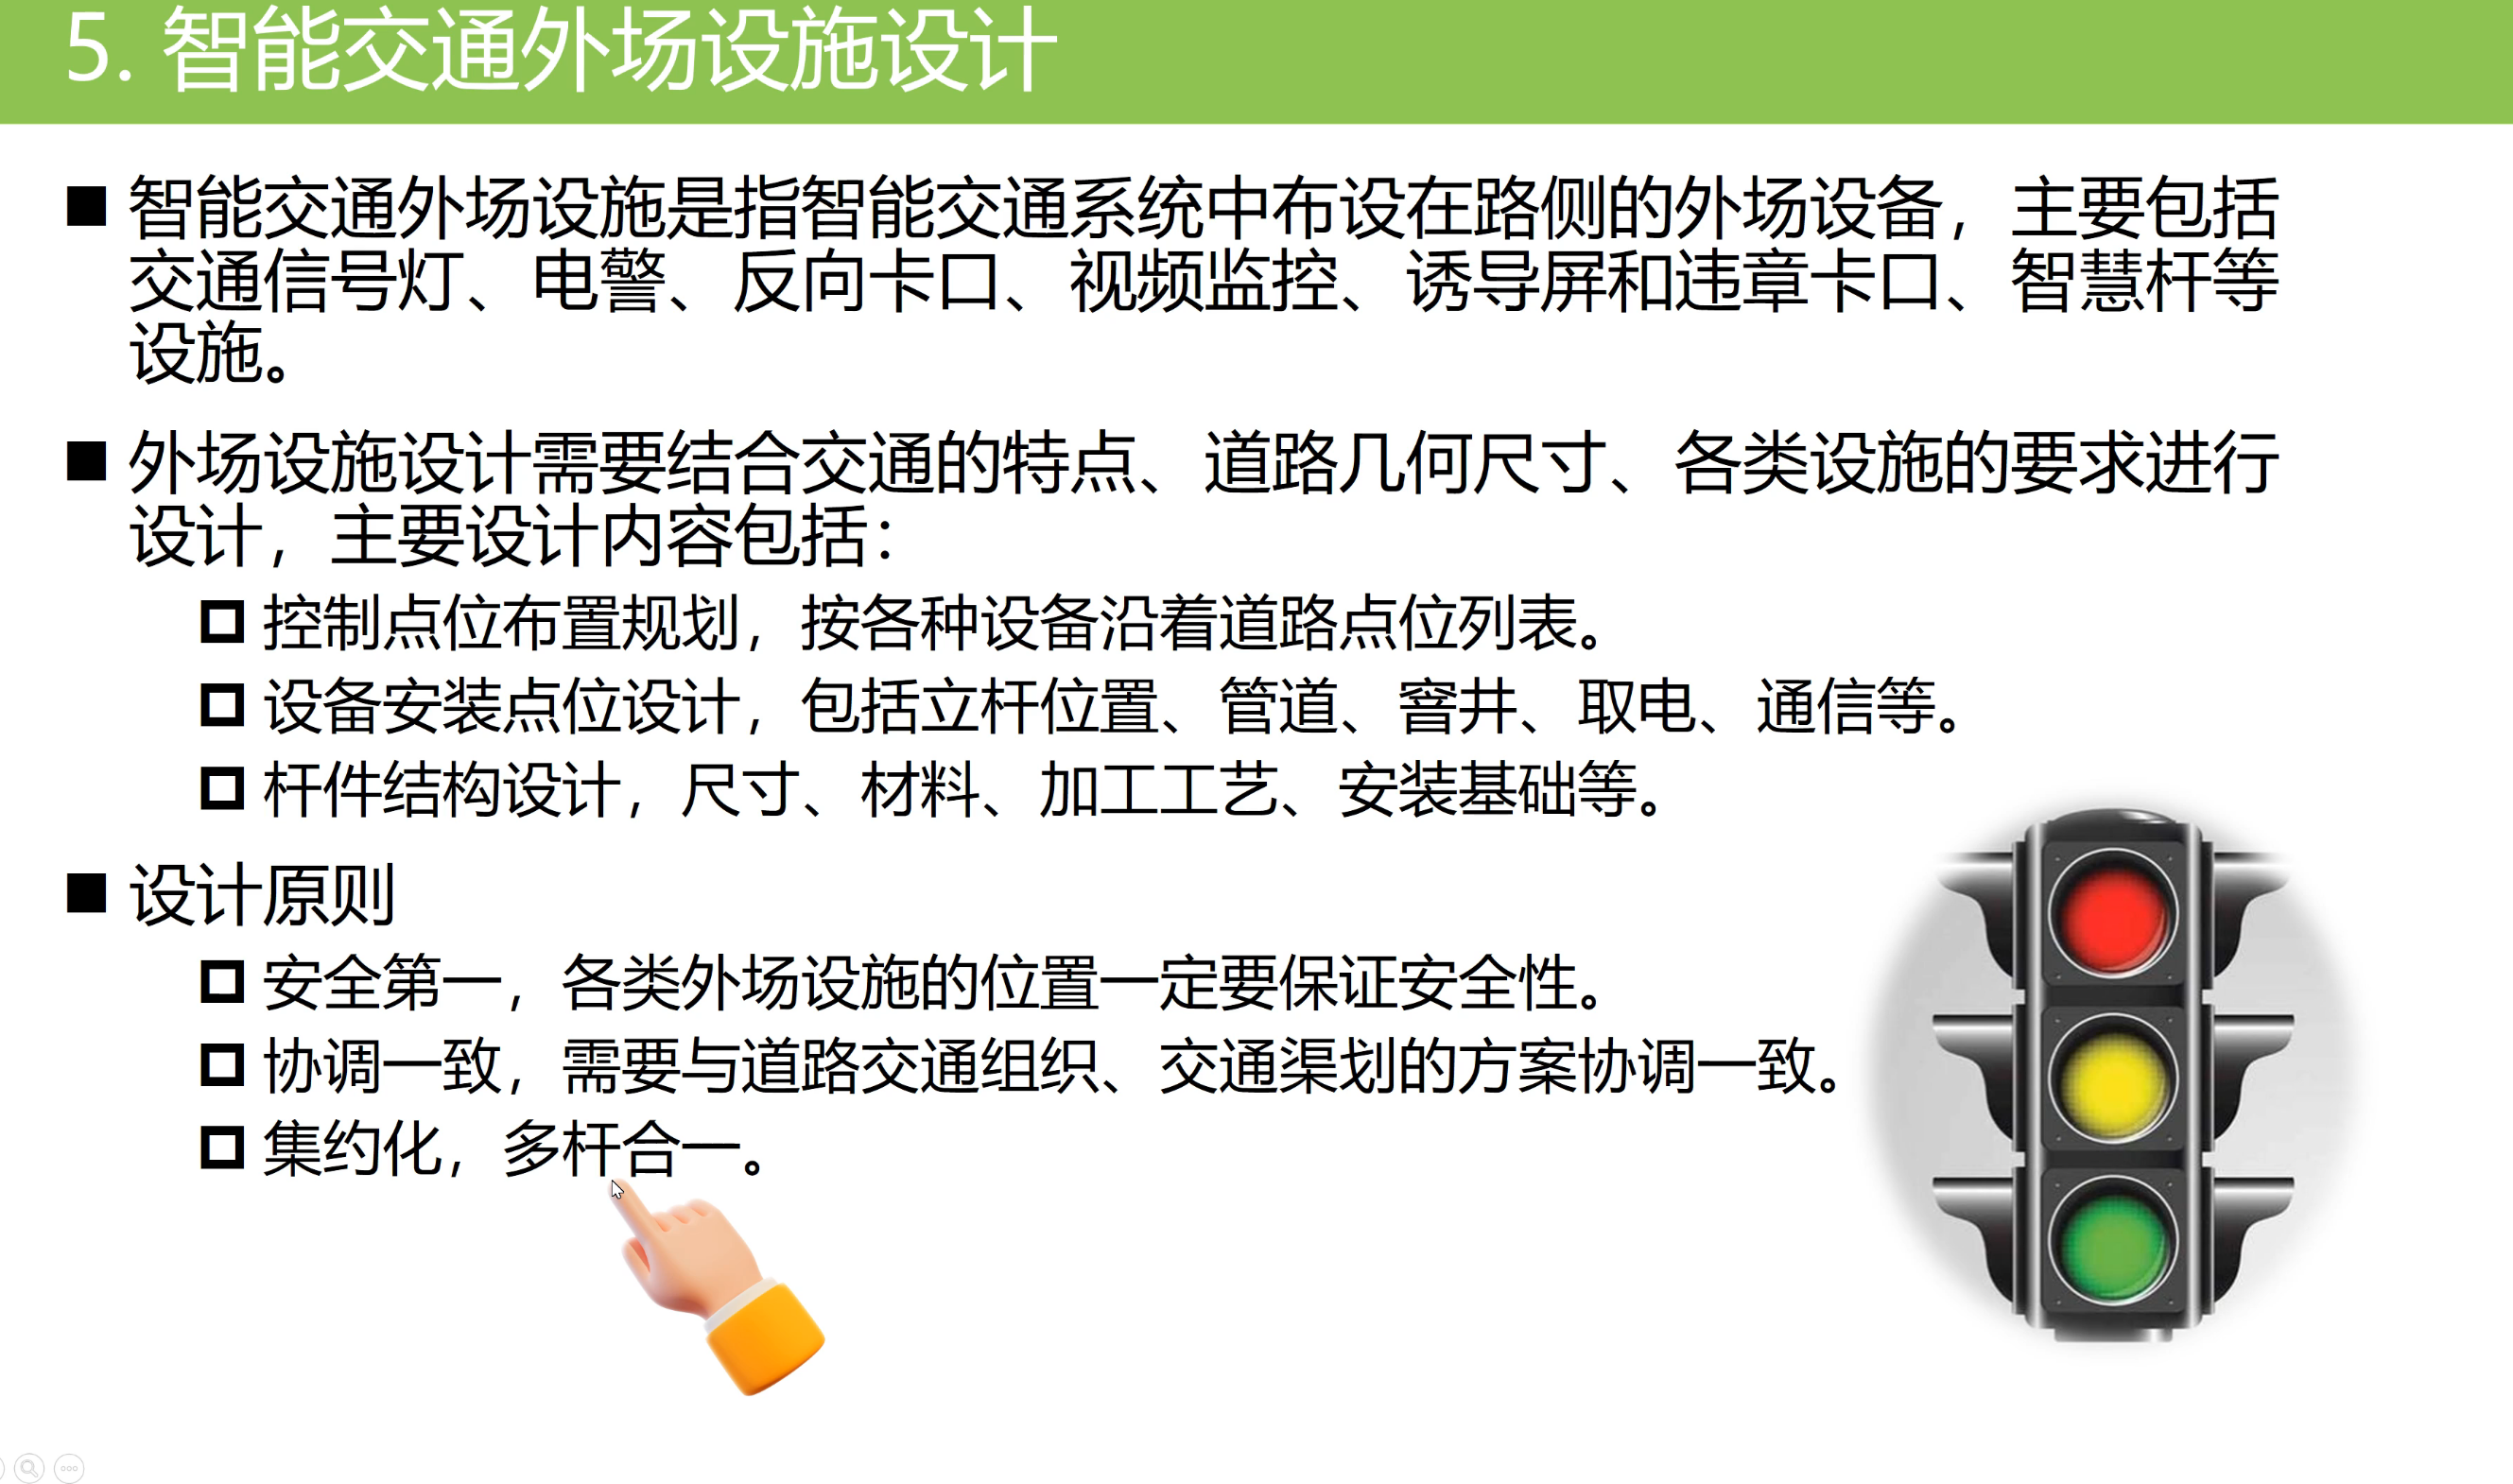 5. 智能交通外场设施设计
智能交通外场设施是指智能交通系统中布设在路侧的外场设备，主要包括
交通信号灯、电警、反向卡口、视频监控、诱导屏和违章卡口、智慧杆等
设施。
外场设施设计需要结合交通的特点、道路几何尺寸、各类设施的要求进行
设计，主要设计内容包括：
控制点位布置规划，按各种设备沿着道路点位列表。
设备安装点位设计，包括立杆位置、管道、窨井、取电、通信等。
杆件结构设计，尺寸、材料、加工工艺、安装基础等。
设计原则
安全第一，各类外场设施的位置一定要保证安全性。
协调一致，需要与道路交通组织、交通渠划的方案协调一致。
集约化，多杆合一。